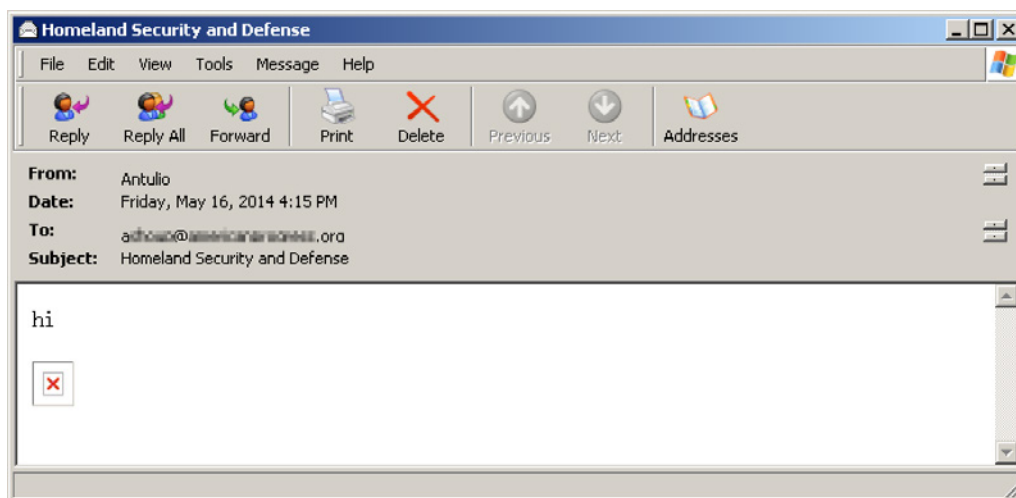 Homeland Security and Defense
File Edit View Tools Message Help
Reply Reply All Forward Print Delete Previous Next Addresses
From: Antulio
Date: Friday, May 16, 2014 4:15 PM
To:
Subject: Homeland Security and Defense
hi